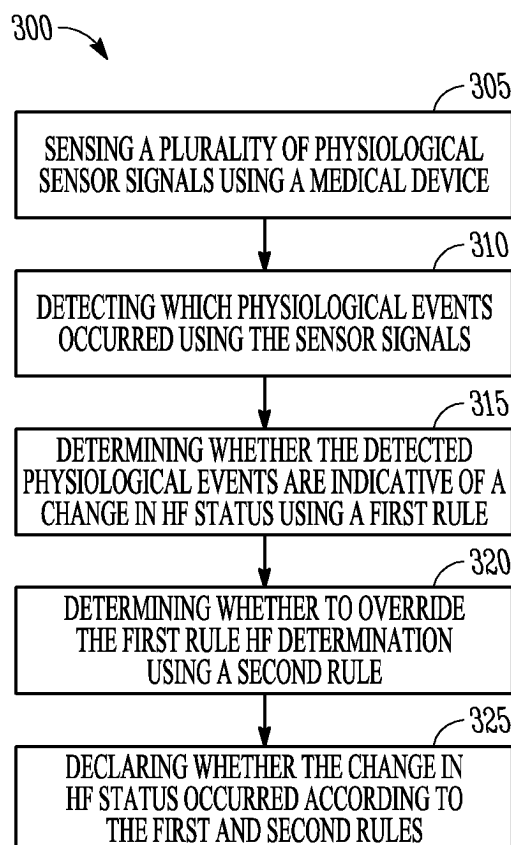 300
305
SENSING A PLURALITY OF PHYSIOLOGICAL
SENSOR SIGNALS USING A MEDICAL DEVICE
310
DETECTING WHICH PHYSIOLOGICAL EVENTS
OCCURRED USING THE SENSOR SIGNALS
315
DETERMINING WHETHER THE DETECTED
PHYSIOLOGICAL EVENTS ARE INDICATIVE OF A
CHANGE IN HF STATUS USING A FIRST RULE
320
DETERMINING WHETHER TO OVERRIDE
THE FIRST RULE HF DETERMINATION
USING A SECOND RULE
325
DECLARING WHETHER THE CHANGE IN
HF STATUS OCCURRED ACCORDING TO
THE FIRST AND SECOND RULES